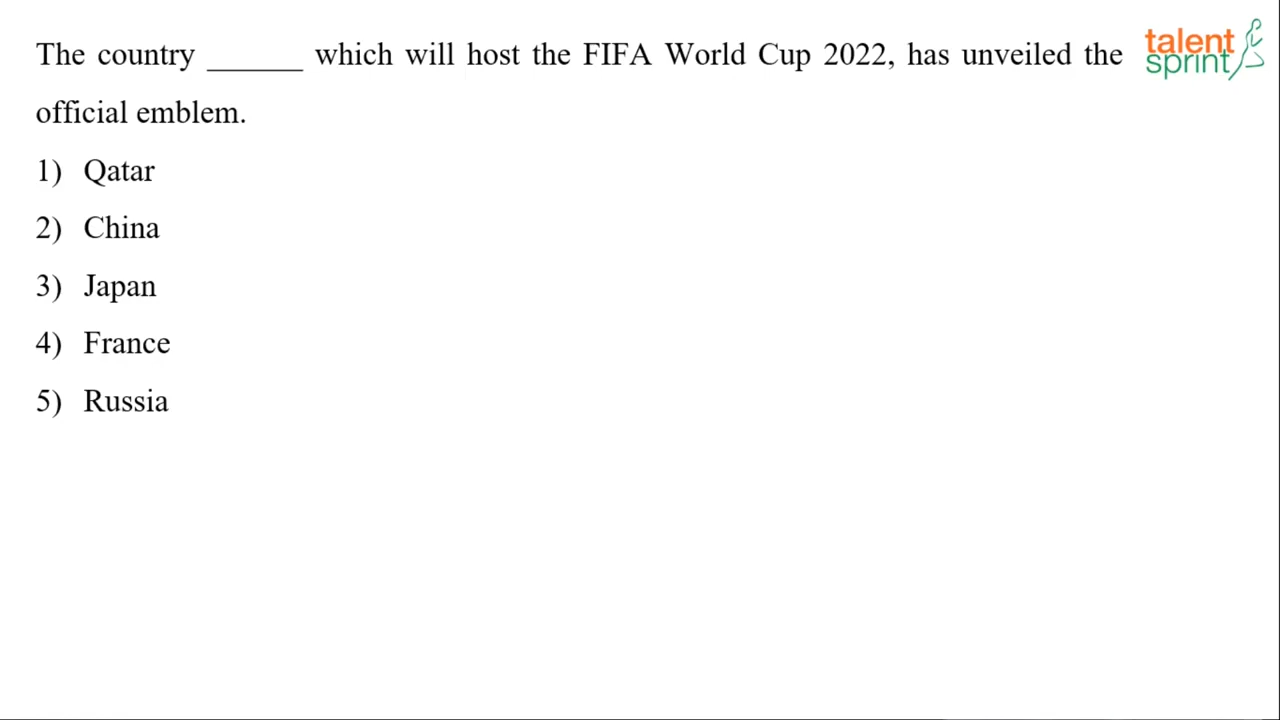 The country ______ which will host the FIFA World Cup 2022, has unveiled the
official emblem.
1) Qatar
2) China
3) Japan
4) France
5) Russia
talent
sprint